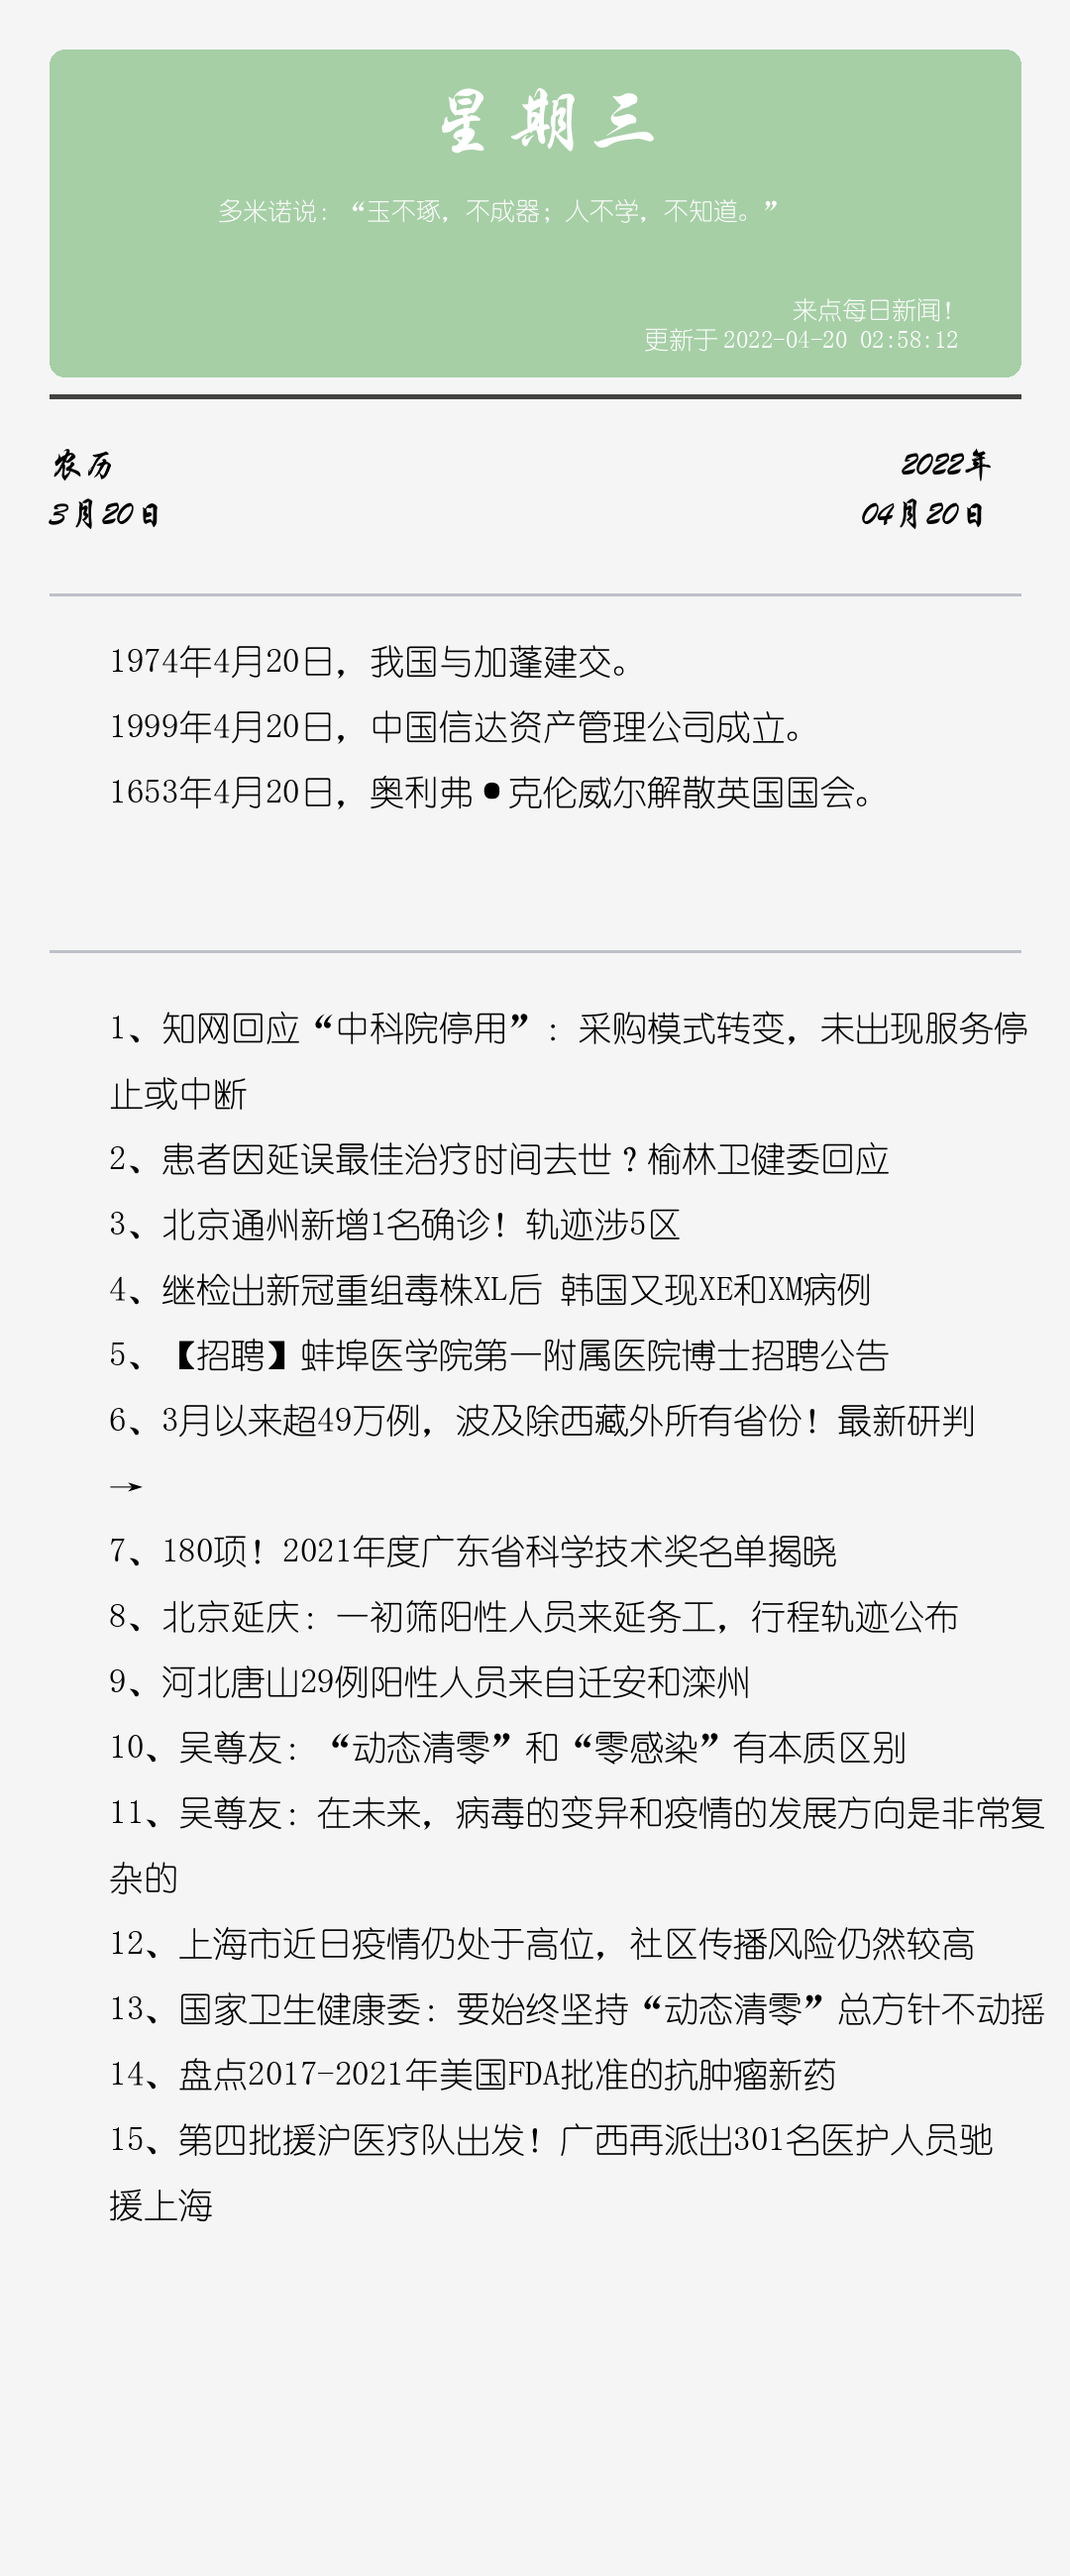 星期三
多米诺说：“玉不琢，不成器；人不学，不知道。”
来点每日新闻！
更新于 2022-04-20 02:58:12
农历
2022年
3月20日
04月20日
1974年4月20日，我国与加蓬建交。
1999年4月20日，中国信达资产管理公司成立。
1653年4月20日，奥利弗•克伦威尔解散英国国会。
1、知网回应“中科院停用”：采购模式转变，未出现服务停
止或中断
2、患者因延误最佳治疗时间去世？榆林卫健委回应
3、北京通州新增1名确诊！轨迹涉5区
4、继检出新冠重组毒株XL后 韩国又现XE和XM病例
5、【招聘】蚌埠医学院第一附属医院博士招聘公告
6、3月以来超49万例，波及除西藏外所有省份！最新研判
→
7、180项！2021年度广东省科学技术奖名单揭晓
8、北京延庆：一初筛阳性人员来延务工，行程轨迹公布
9、河北唐山29例阳性人员来自迁安和滦州
10、吴尊友：“动态清零”和“零感染”有本质区别
11、吴尊友：在未来，病毒的变异和疫情的发展方向是非常复
杂的
12、上海市近日疫情仍处于高位，社区传播风险仍然较高
13、国家卫生健康委：要始终坚持“动态清零”总方针不动摇
14、盘点2017-2021年美国FDA批准的抗肿瘤新药
15、第四批援沪医疗队出发！广西再派出301名医护人员驰
援上海